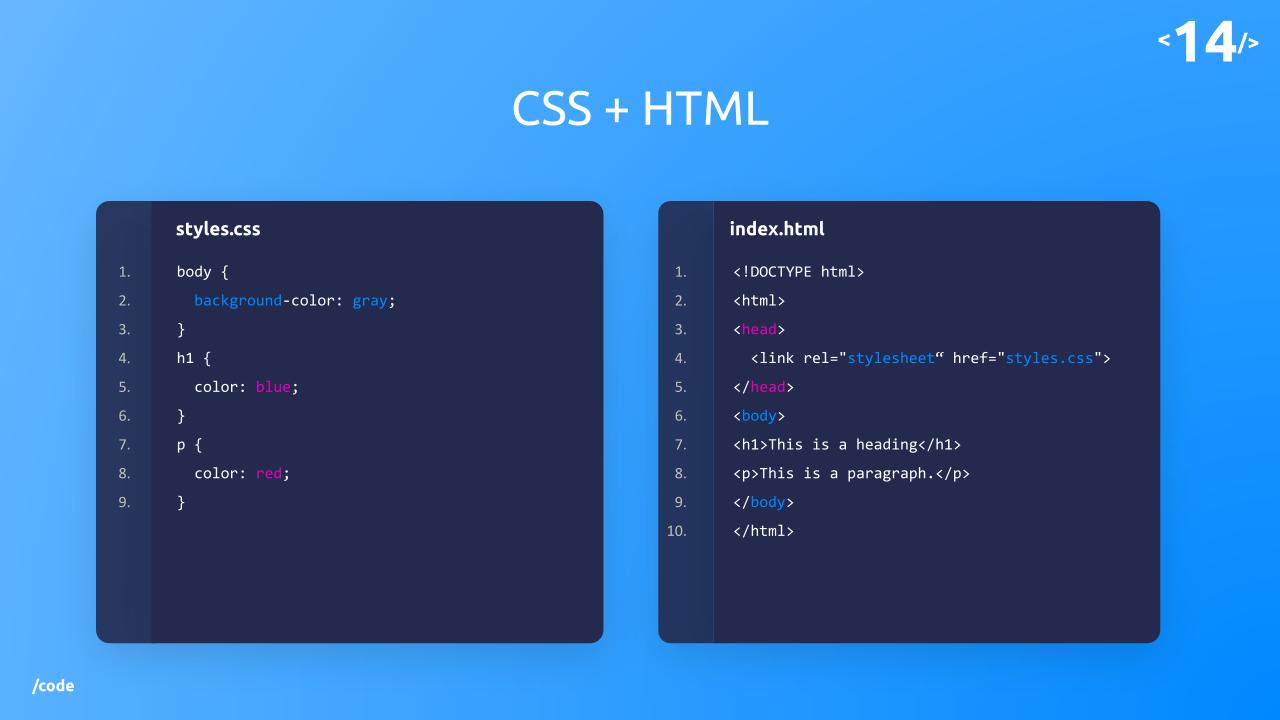 <14/>
CSS + HTML
styles.css
1. body {
2.   background-color: gray;
3. }
4. h1 {
5.   color: blue;
6. }
7. p {
8.   color: red;
9. }
index.html
1. <!DOCTYPE html>
2. <html>
3. <head>
4.   <link rel="stylesheet“ href="styles.css">
5. </head>
6. <body>
7. <h1>This is a heading</h1>
8. <p>This is a paragraph.</p>
9. </body>
10. </html>
/code